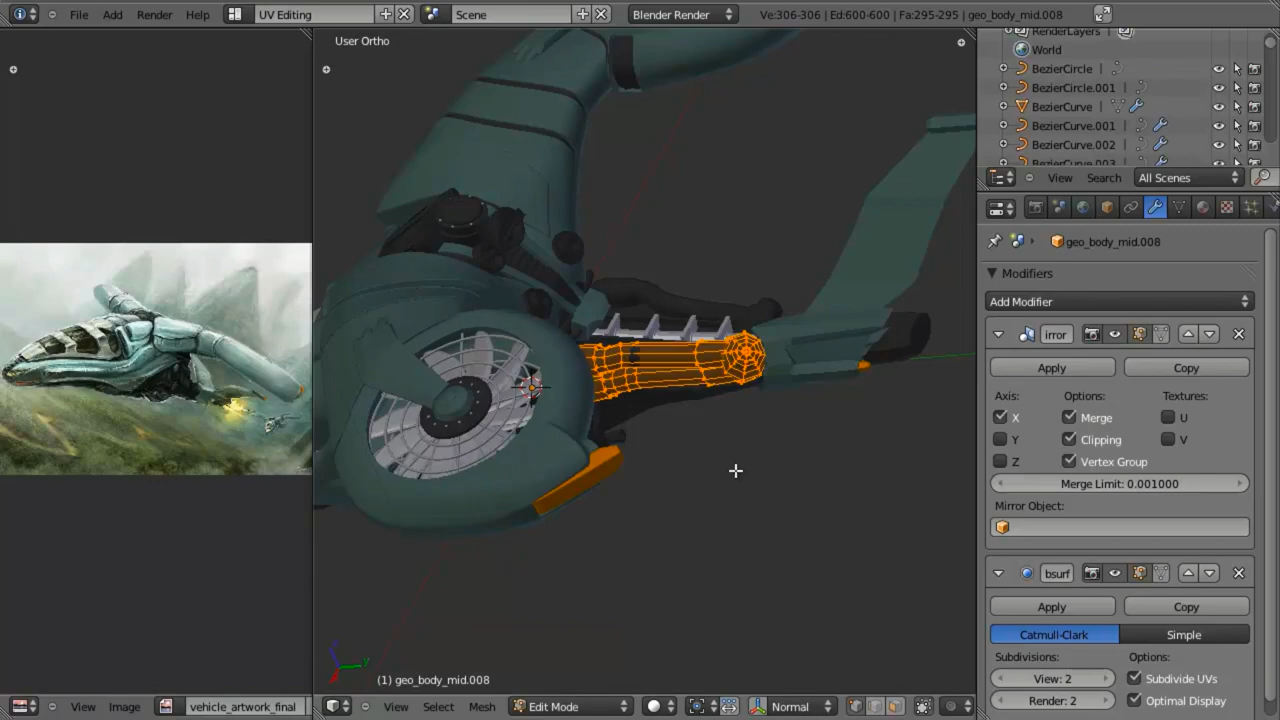 File Add Render Help UV Editing Scene Blender Render Ve:306-306 | Ed:600-600 | Fa:295-295 | geo_body_mid.008
User Ortho
RenderLayers
World
BezierCircle
BezierCircle.001
BezierCurve
BezierCurve.001
BezierCurve.002
BezierCurve.003
View Search All Scenes
geo_body_mid.008
Modifiers
Add Modifier
irror
Apply Copy
Axis: Options: Textures:
X Merge U
Y Clipping V
Z Vertex Group
Merge Limit: 0.001000
Mirror Object:
bsurf
Apply Copy
Catmull-Clark Simple
Subdivisions: Options:
View: 2 Subdivide UVs
Render: 2 Optimal Display
z
y
(1) geo_body_mid.008
View Image vehicle_artwork_final View Select Mesh Edit Mode Normal